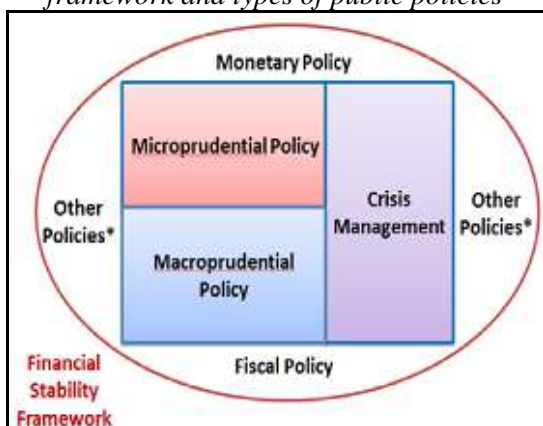 framework and types of public policies
Monetary Policy
Microprudential Policy
Crisis
Management
Other
Policies*
Other
Policies*
Macroprudential
Policy
Fiscal Policy
Financial
Stability
Framework